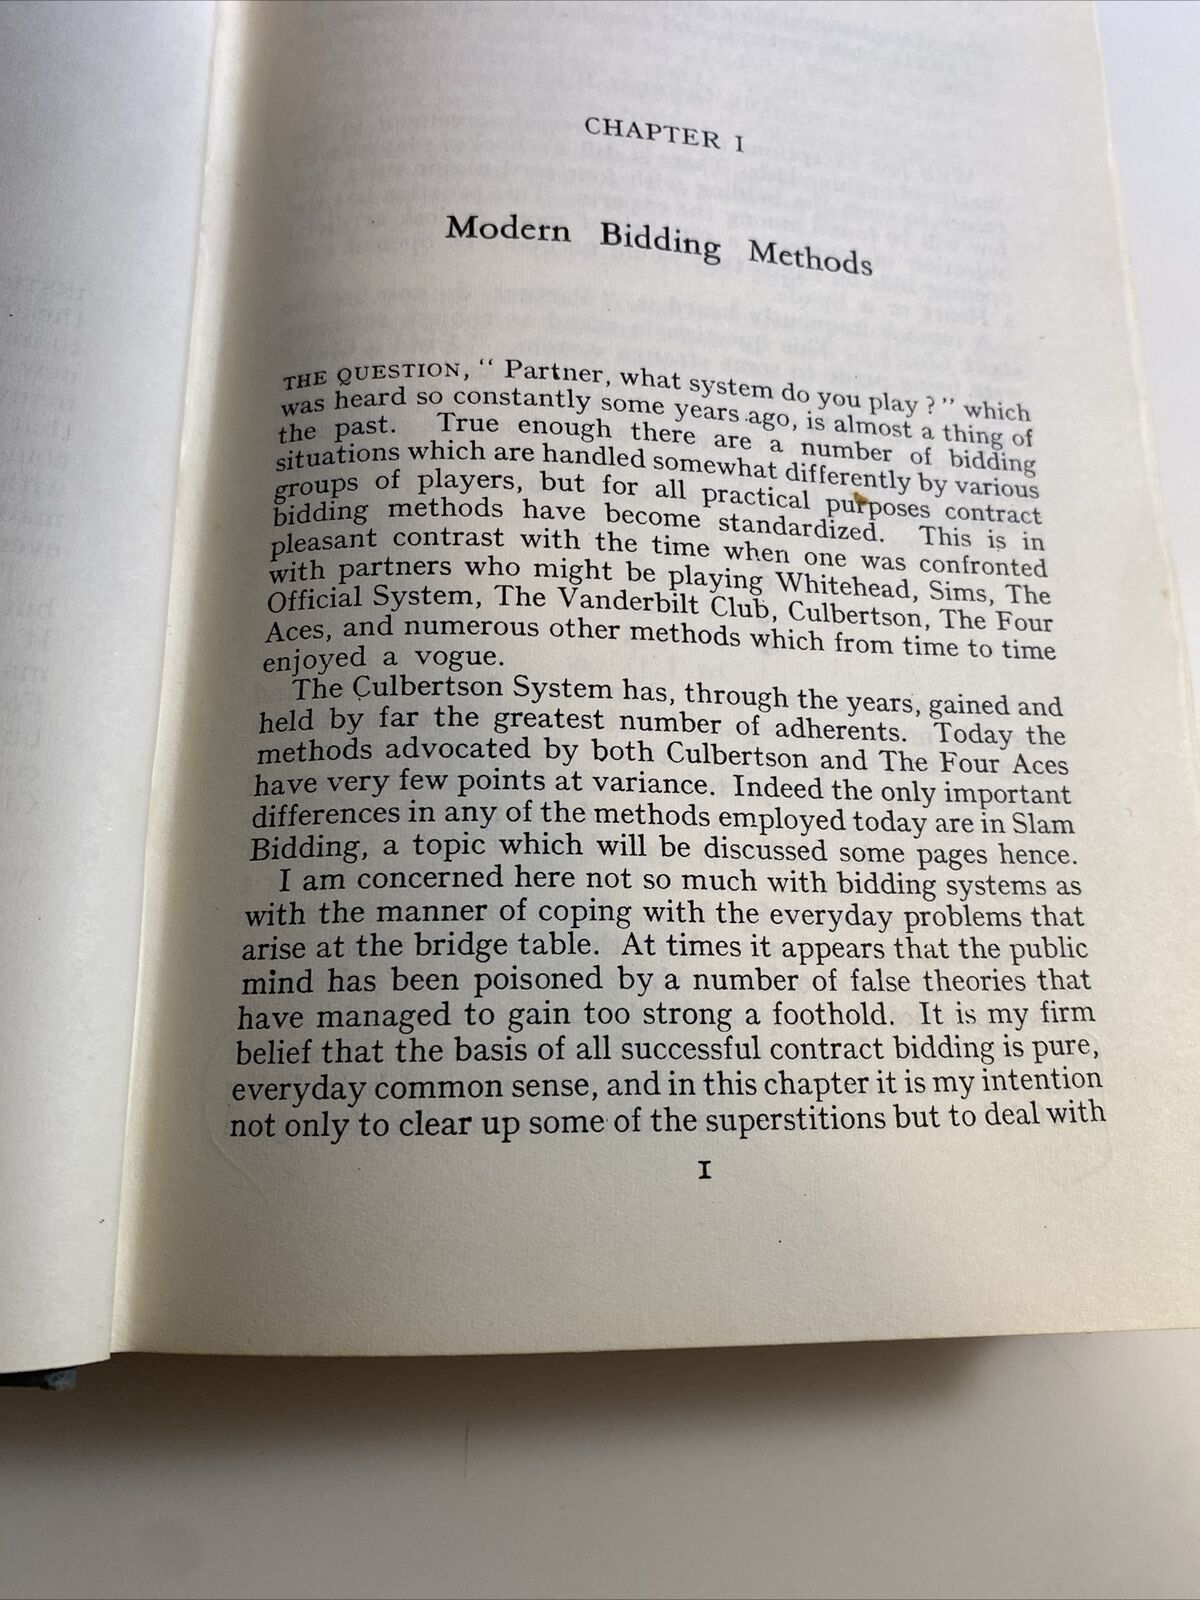 CHAPTER I
Modern Bidding Methods
THE QUESTION, “ Partner, what system do you play ? ” which
was heard so constantly some years ago, is almost a thing of
the past. True enough there are a number of bidding
situations which are handled somewhat differently by various
groups of players, but for all practical purposes contract
bidding methods have become standardized. This is in
pleasant contrast with the time when one was confronted
with partners who might be playing Whitehead, Sims, The
Official System, The Vanderbilt Club, Culbertson, The Four
Aces, and numerous other methods which from time to time
enjoyed a vogue.
The Culbertson System has, through the years, gained and
held by far the greatest number of adherents. Today the
methods advocated by both Culbertson and The Four Aces
have very few points at variance. Indeed the only important
differences in any of the methods employed today are in Slam
Bidding, a topic which will be discussed some pages hence.
I am concerned here not so much with bidding systems as
with the manner of coping with the everyday problems that
arise at the bridge table. At times it appears that the public
mind has been poisoned by a number of false theories that
have managed to gain too strong a foothold. It is my firm
belief that the basis of all successful contract bidding is pure,
everyday common sense, and in this chapter it is my intention
not only to clear up some of the superstitions but to deal with
I